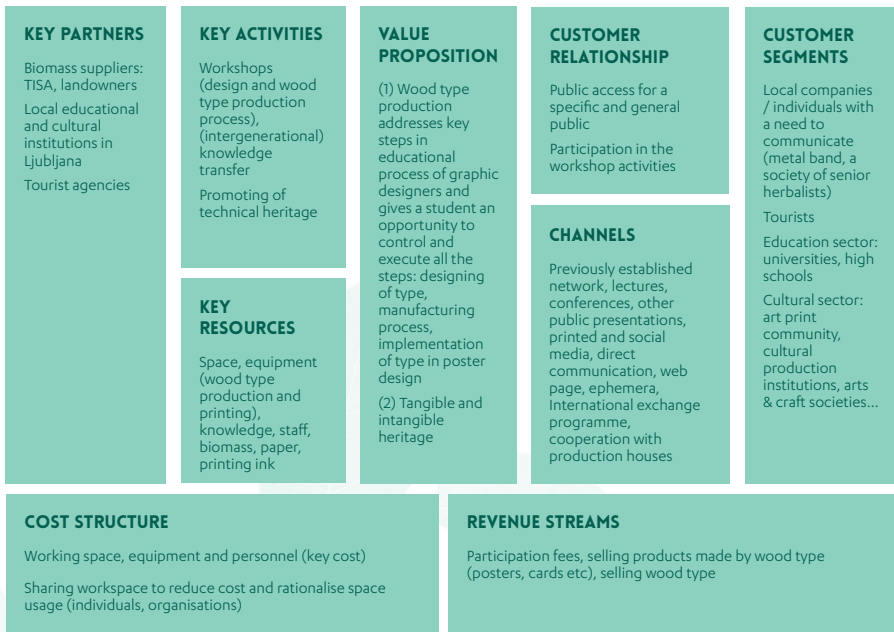 KEY PARTNERS
Biomass suppliers:
TISA, landowners
Local educational
and cultural
institutions in
Ljubljana
Tourist agencies
KEY ACTIVITIES
Workshops
(design and wood
type production
process),
(intergenerational)
knowledge
transfer
Promoting of
technical heritage
KEY
RESOURCES
Space, equipment
(wood type
production and
printing),
knowledge, staff,
biomass, paper,
printing ink
VALUE
PROPOSITION
(1) Wood type
production
addresses key
steps in
educational
process of graphic
designers and
gives a student an
opportunity to
control and
execute all the
steps: designing
of type,
manufacturing
process,
implementation
of type in poster
design
(2) Tangible and
intangible
heritage
CUSTOMER
RELATIONSHIP
Public access for a
specific and general
public
Participation in the
workshop activities
CHANNELS
Previously established
network, lectures,
conferences, other
public presentations,
printed and social
media, direct
communication, web
page, ephemera,
International exchange
programme,
cooperation with
production houses
CUSTOMER
SEGMENTS
Local companies
/ individuals with
a need to
communicate
(metal band, a
society of senior
herbalists)
Tourists
Education sector:
universities, high
schools
Cultural sector:
art print
community,
cultural
production
institutions, arts
& craft societies...
COST STRUCTURE
Working space, equipment and personnel (key cost)
Sharing workspace to reduce cost and rationalise space
usage (individuals, organisations)
REVENUE STREAMS
Participation fees, selling products made by wood type
(posters, cards etc), selling wood type